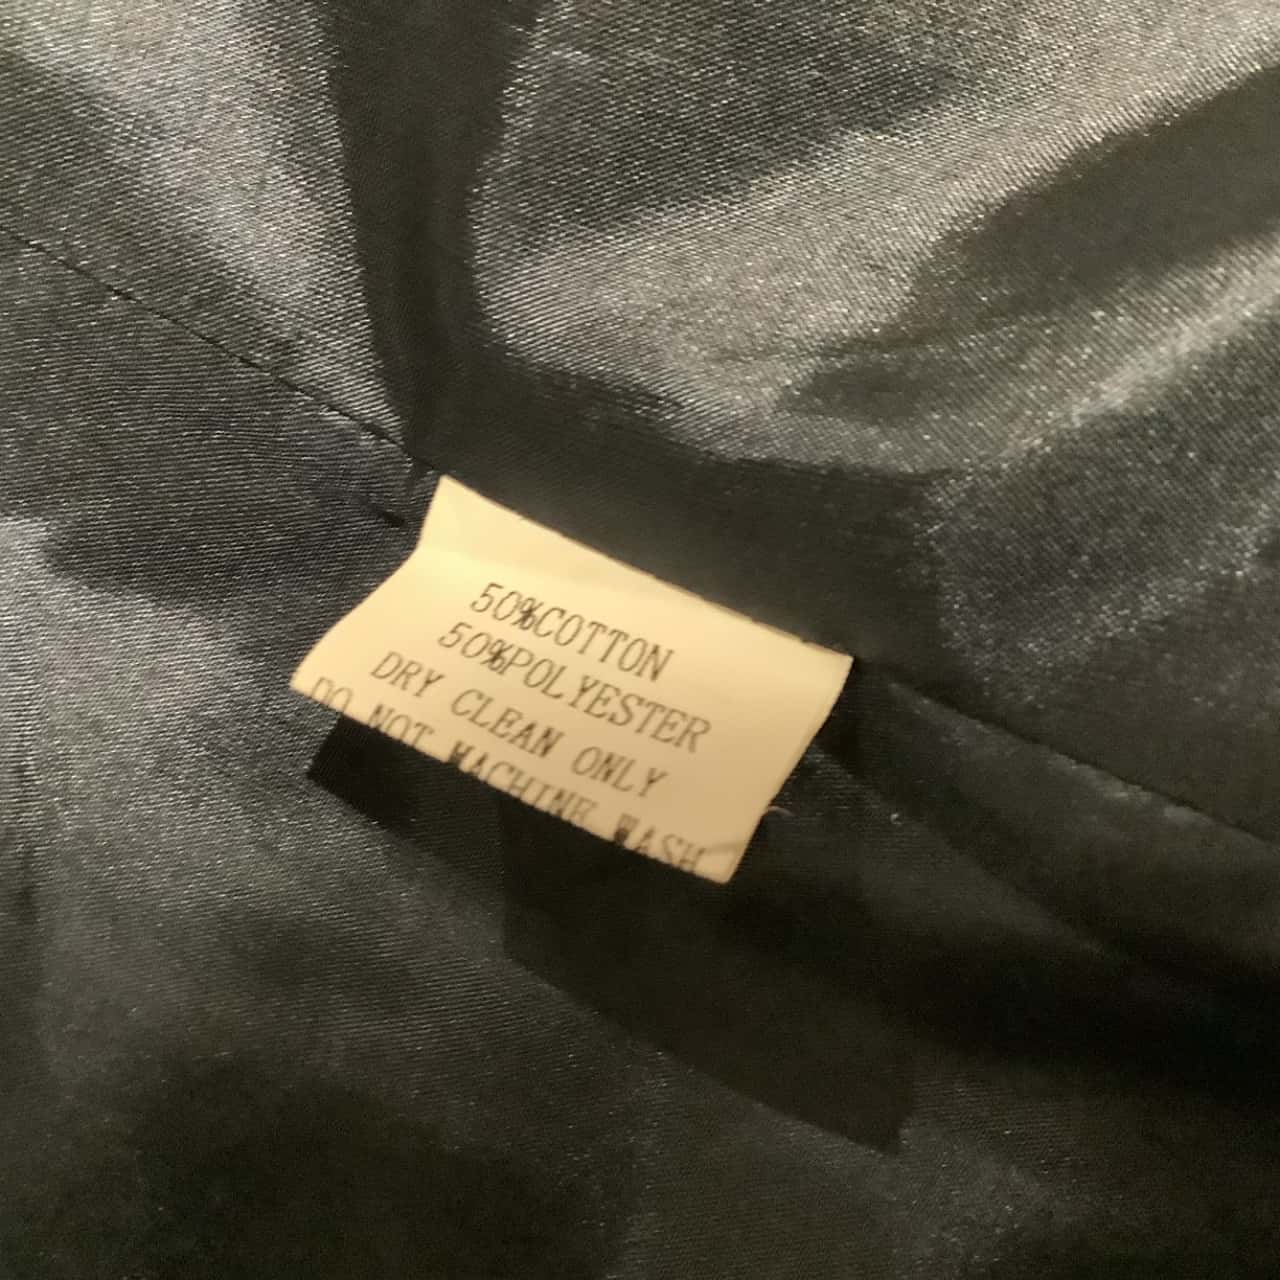 50%COTTON
50%POLYESTER
DRY CLEAN ONLY
DO NOT MACHINE WASH